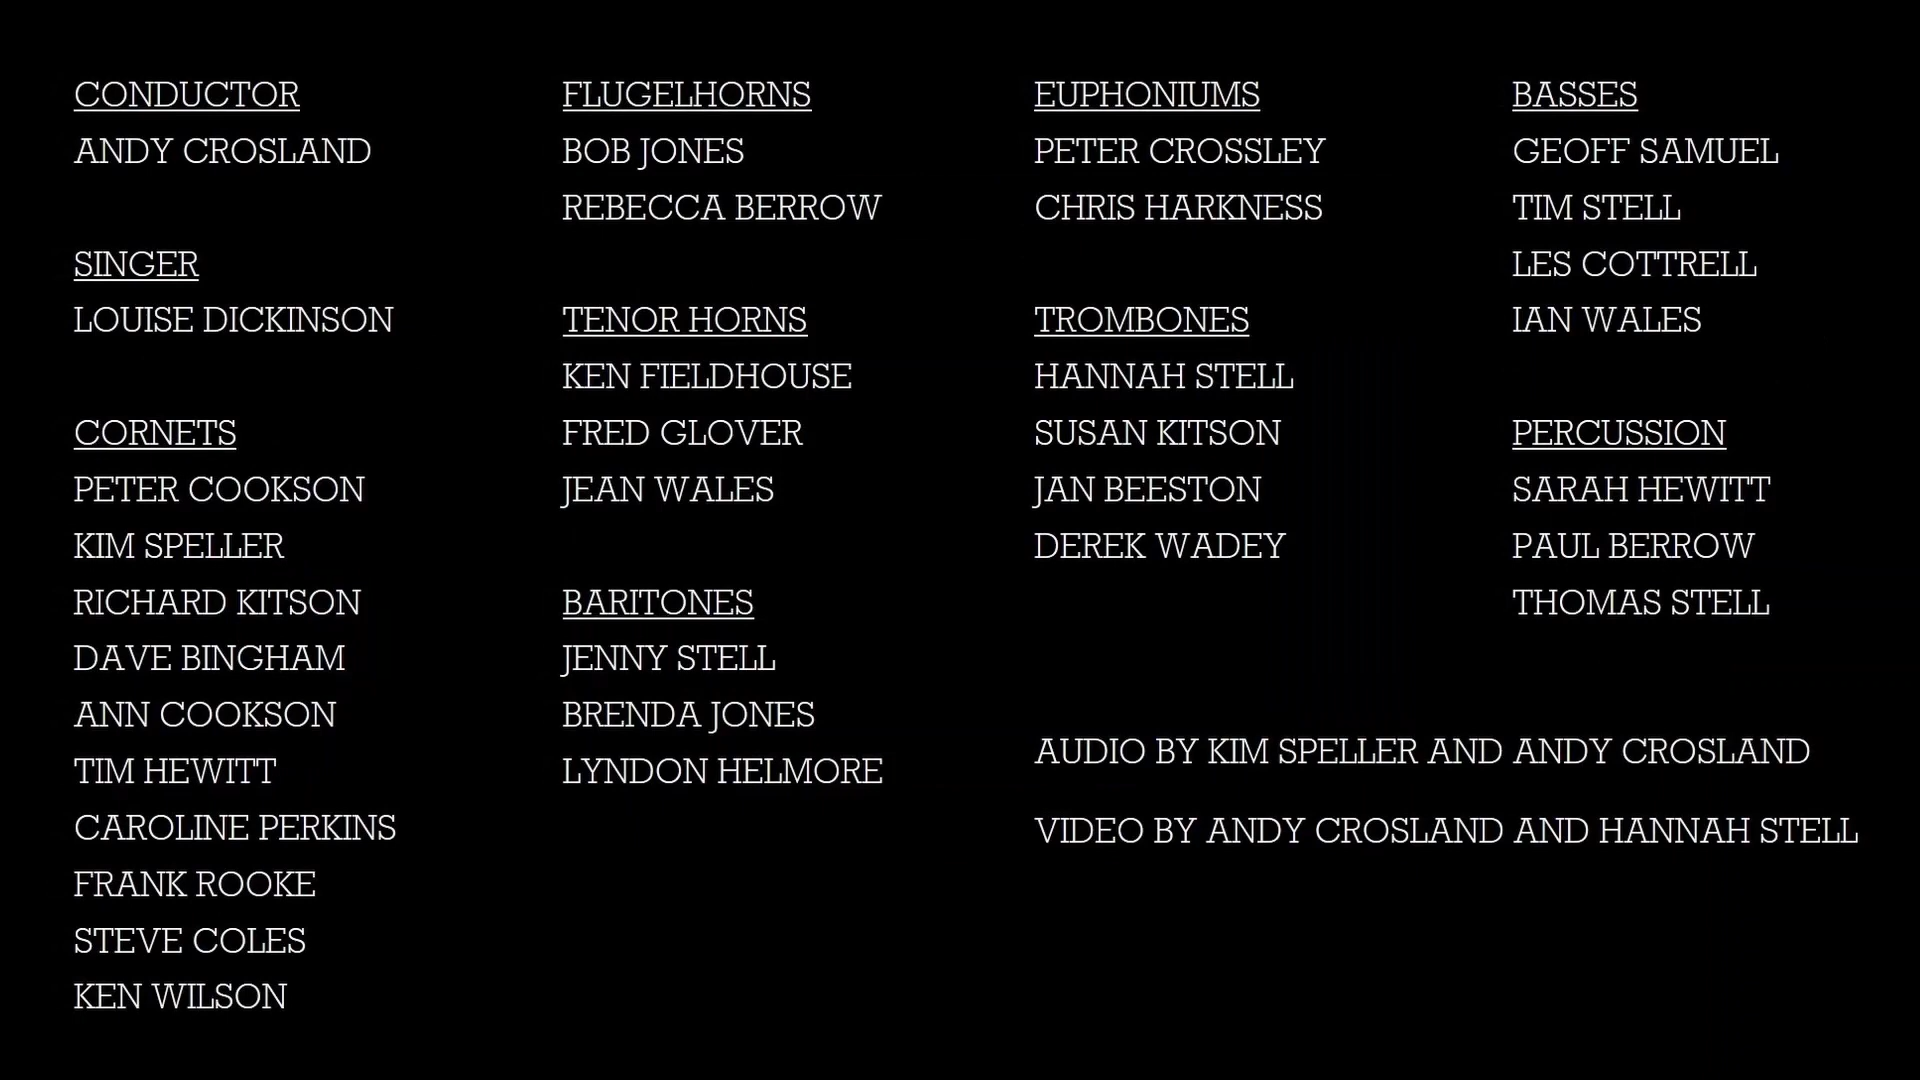 CONDUCTOR
ANDY CROSLAND
SINGER
LOUISE DICKINSON
CORNETS
PETER COOKSON
KIM SPELLER
RICHARD KITSON
DAVE BINGHAM
ANN COOKSON
TIM HEWITT
CAROLINE PERKINS
FRANK ROOKE
STEVE COLES
KEN WILSON
FLUGELHORNS
BOB JONES
REBECCA BERROW
TENOR HORNS
KEN FIELDHOUSE
FRED GLOVER
JEAN WALES
BARITONES
JENNY STELL
BRENDA JONES
LYNDON HELMORE
EUPHONIUMS
PETER CROSSLEY
CHRIS HARKNESS
TROMBONES
HANNAH STELL
SUSAN KITSON
JAN BEESTON
DEREK WADEY
BASSES
GEOFF SAMUEL
TIM STELL
LES COTTRELL
IAN WALES
PERCUSSION
SARAH HEWITT
PAUL BERROW
THOMAS STELL
AUDIO BY KIM SPELLER AND ANDY CROSLAND
VIDEO BY ANDY CROSLAND AND HANNAH STELL